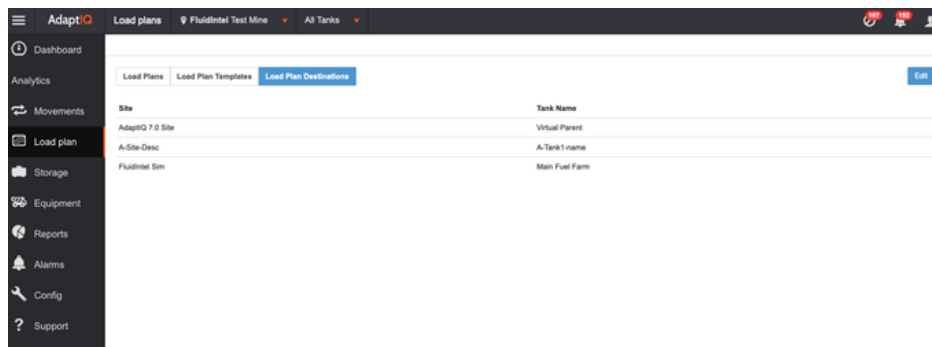 AdaptIQ Load plans FluidIntel Test Mine All Tanks 167 192
Dashboard
Analytics
Movements
Load plan
Storage
Equipment
Reports
Alarms
Config
? Support
Load Plans Load Plan Templates Load Plan Destinations Edit
Site Tank Name
AdaptIQ 7.0 Site Virtual Parent
A-Site-Desc A-Tank1-name
FluidIntel Sim Main Fuel Farm